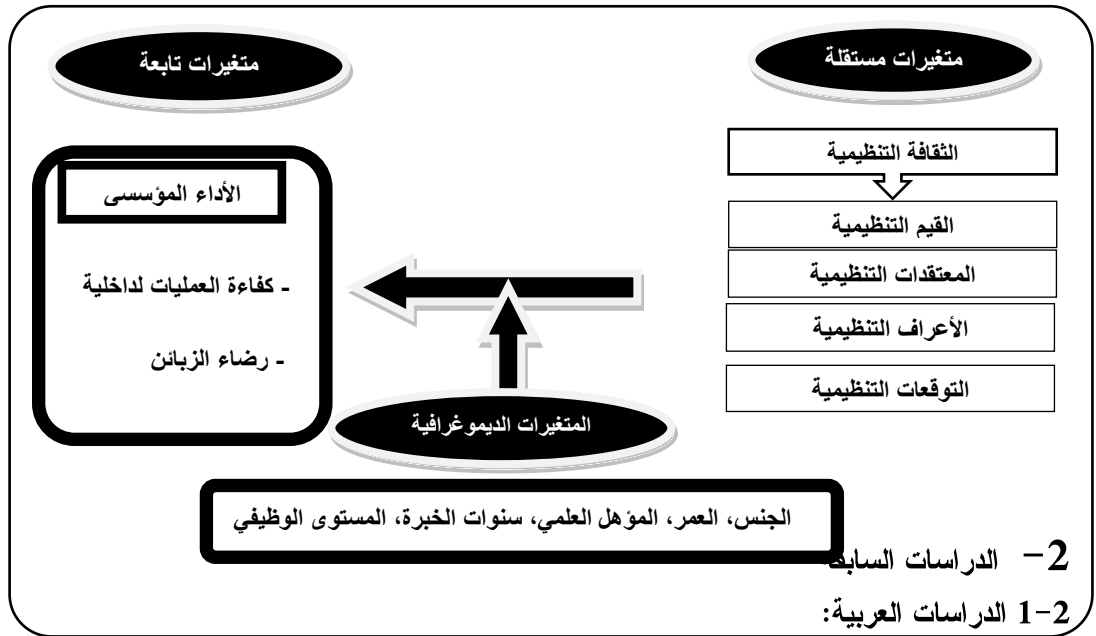 متغيرات مستقلة
متغيرات تابعة
الثقافة التنظيمية
القيم التنظيمية
المعتقدات التنظيمية
الأعراف التنظيمية
التوقعات التنظيمية
الأداء المؤسسى
- كفاءة العمليات لداخلية
- رضاء الزبائن
المتغيرات الديموغرافية
الجنس، العمر، المؤهل العلمي، سنوات الخبرة، المستوى الوظيفي
2- الدراسات
2-1 الدراسات العربية: